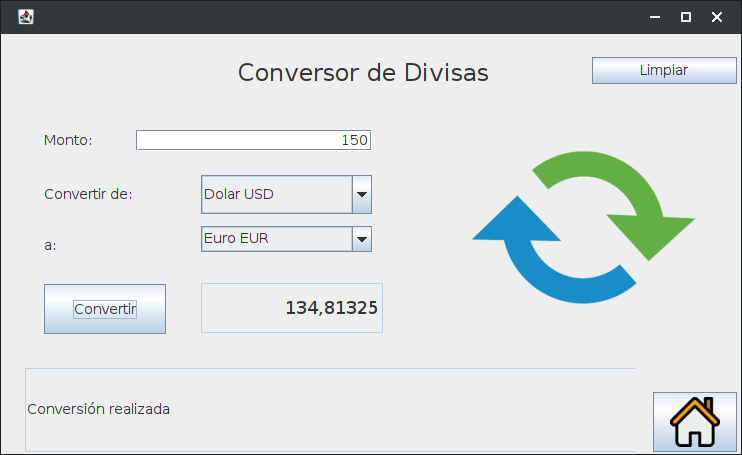 Conversor de Divisas
Limpiar
Monto:
150
Convertir de:
Dolar USD
a:
Euro EUR
Convertir
134,81325
Conversión realizada